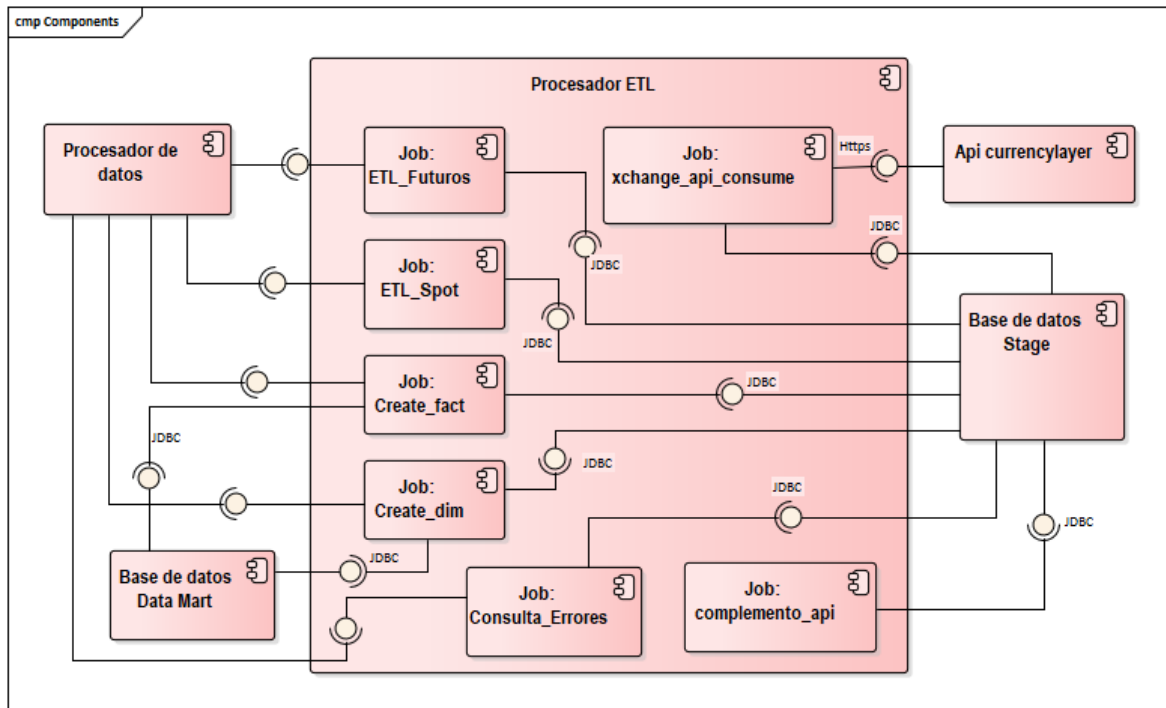 cmp Components
Procesador ETL
Procesador de
datos
Job:
ETL_Futuros
Job:
xchange_api_consume
Https
Api currencylayer
JDBC
JDBC
Job:
ETL_Spot
JDBC
Base de datos
Stage
Job:
Create_fact
JDBC
JDBC
Job:
Create_dim
JDBC
JDBC
JDBC
JDBC
Base de datos
Data Mart
Job:
Consulta_Errores
Job:
complemento_api